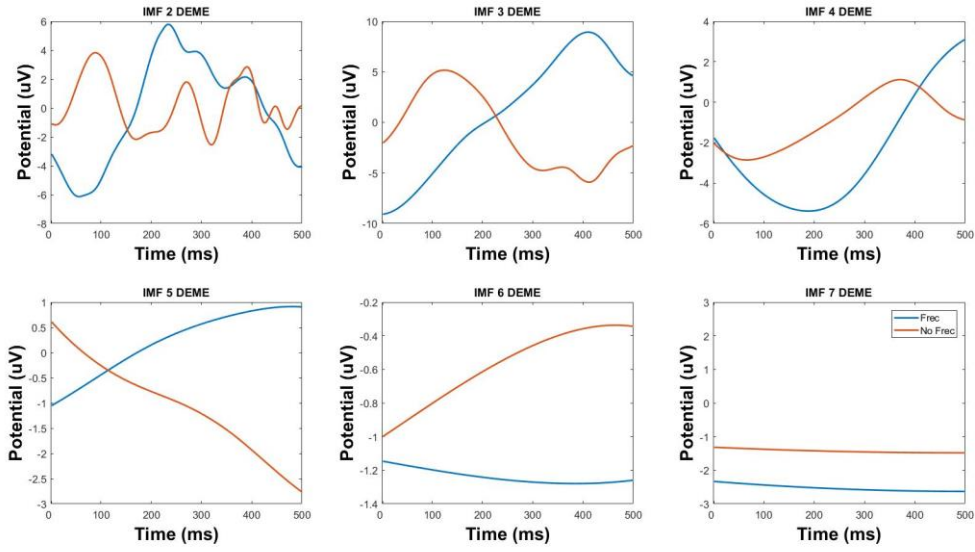 IMF 2 DEME
6
4
2
0
-2
-4
-6
-8
Potential (uV)
0 100 200 300 400 500
Time (ms)
IMF 3 DEME
10
5
0
-5
-10
Potential (uV)
0 100 200 300 400 500
Time (ms)
IMF 4 DEME
4
2
0
-2
-4
-6
Potential (uV)
0 100 200 300 400 500
Time (ms)
IMF 5 DEME
1
0.5
0
-0.5
-1
-1.5
-2
-2.5
-3
Potential (uV)
0 100 200 300 400 500
Time (ms)
IMF 6 DEME
-0.2
-0.4
-0.6
-0.8
-1
-1.2
-1.4
Potential (uV)
0 100 200 300 400 500
Time (ms)
IMF 7 DEME
3
2
1
0
-1
-2
-3
Potential (uV)
Frec
No Frec
0 100 200 300 400 500
Time (ms)